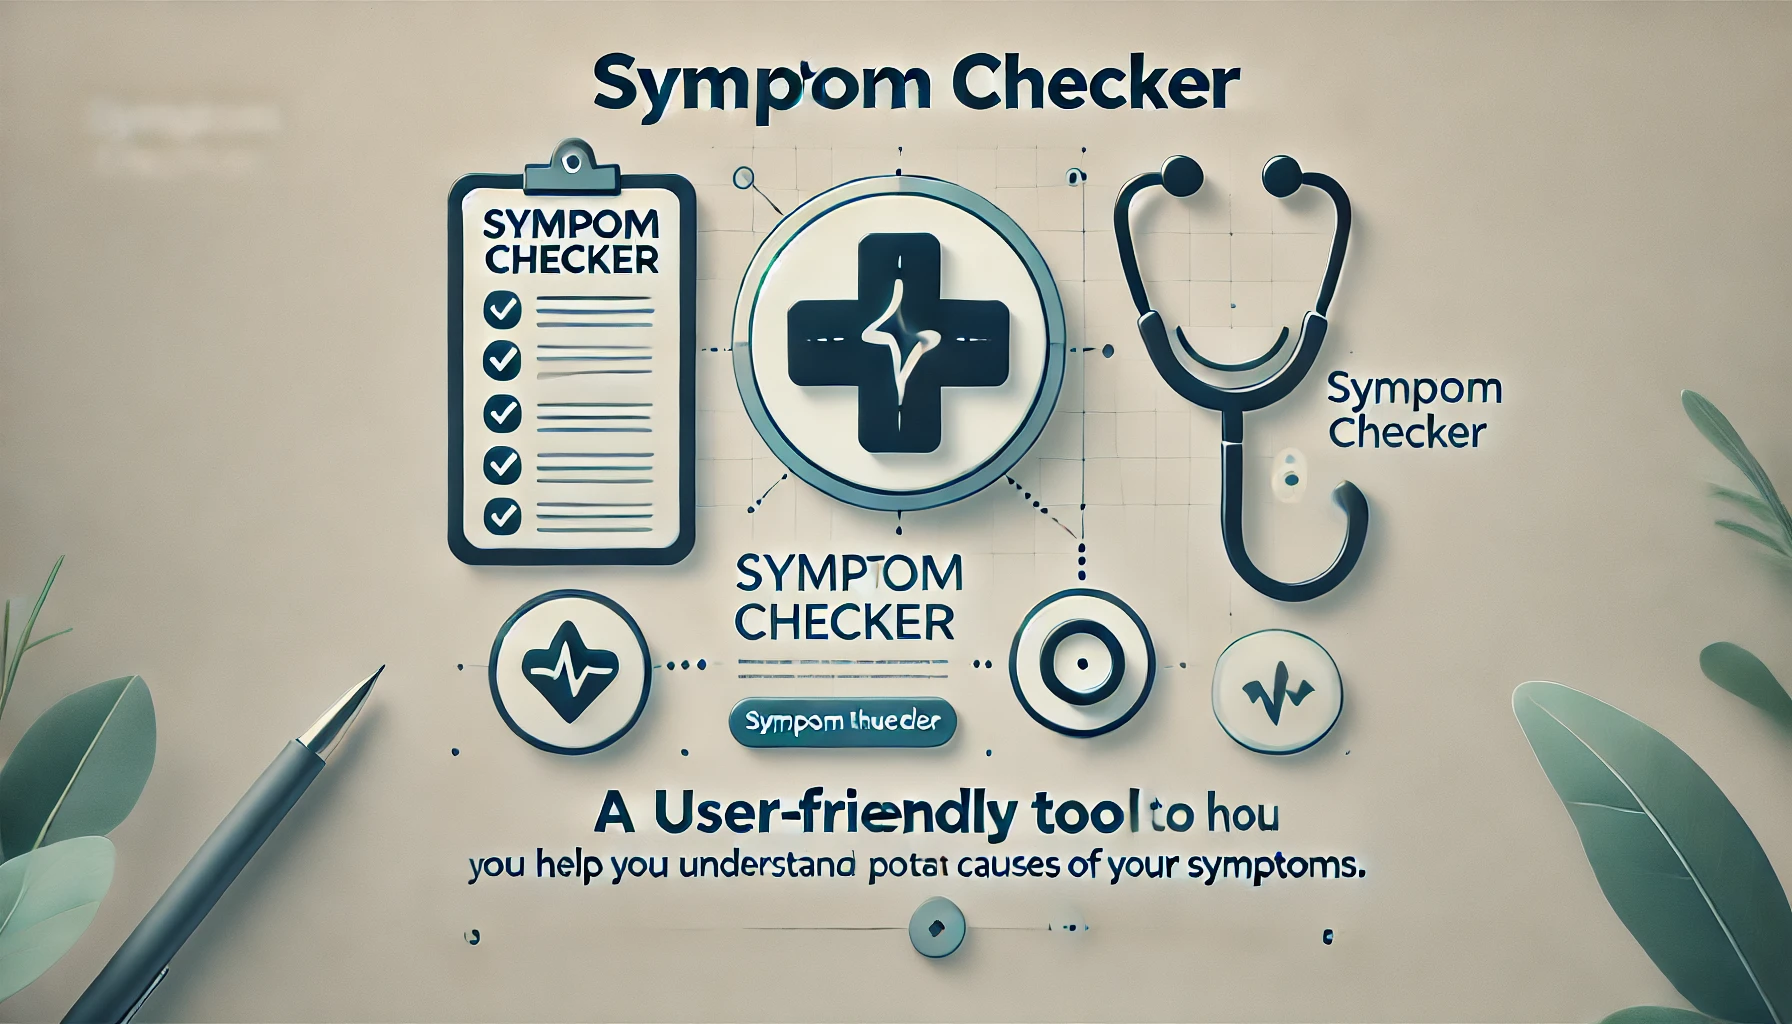 Symptom Checker
SYMPOM
CHECKER
Sympom
Checker
SYMPTOM
CHECKER
Sympom thueder
A User-friendly tool to hou
you help you understand potat causes of your symptoms.